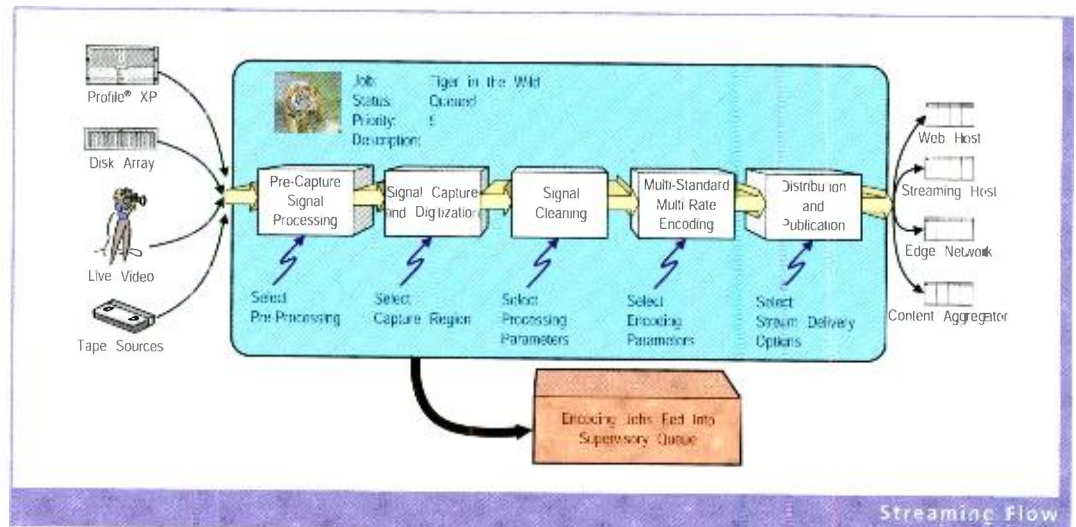 Profile® XP
Disk Array
Live Video
Tape Sources
Job: Tiger in the Wild
Status: Queued
Priority: 5
Description:
Pre-Capture
Signal
Processing
Signal Capture
and Digitization
Signal
Cleaning
Multi-Standard
Multi Rate
Encoding
Distribution
and
Publication
Select
Pre-Processing
Select
Capture Region
Select
Processing
Parameters
Select
Encoding
Parameters
Select
Stream Delivery
Options
Web Host
Streaming Host
Edge Network
Content Aggregator
Encoding Jobs Fed Into
Supervisory Queue
Streaming Flow